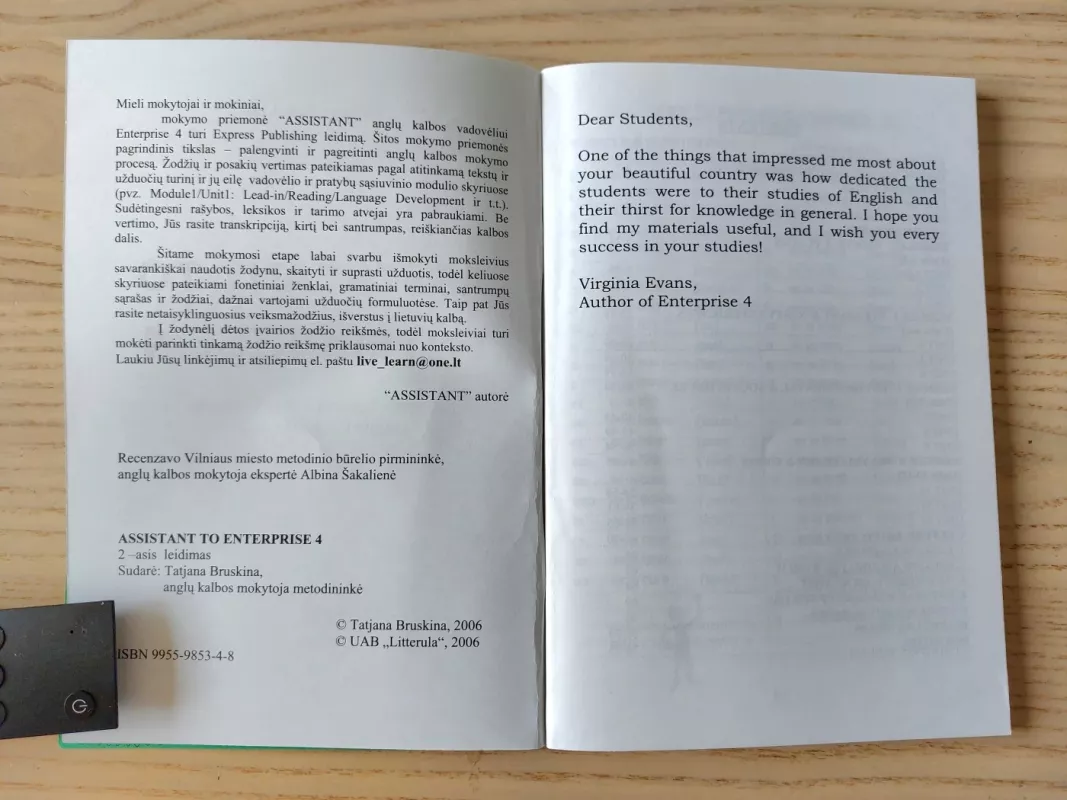 Mieli mokytojai ir mokiniai,
mokymo priemonė “ASSISTANT” anglų kalbos vadovėliui
Enterprise 4 turi Express Publishing leidimą. Šitos mokymo priemonės
pagrindinis tikslas – palengvinti ir pagreitinti anglų kalbos mokymo
procesą. Žodžių ir posakių vertimas pateikiamas pagal atitinkamą tekstų ir
užduočių turinį ir jų eilę vadovėlio ir pratybų sąsiuvinio modulio skyriuose
(pvz. Module1/Unit1: Lead-in/Reading/Language Development ir t.t.).
Sudėtingesni rašybos, leksikos ir tarimo atvejai yra pabraukiami. Be
vertimo, Jūs rasite transkripciją, kirtį bei santrumpas, reiškiančias kalbos
dalis.
Šitame mokymosi etape labai svarbu išmokyti moksleivius
savarankiškai naudotis žodynu, skaityti ir suprasti užduotis, todėl keliuose
skyriuose pateikiami fonetiniai ženklai, gramatiniai terminai, santrumpų
sąrašas ir žodžiai, dažnai vartojami užduočių formuluotėse. Taip pat Jūs
rasite netaisyklinguosius veiksmažodžius, išverstus į lietuvių kalbą.
Į žodynėlį dėtos įvairios žodžio reikšmės, todėl moksleiviai turi
mokėti parinkti tinkamą žodžio reikšmę priklausomai nuo konteksto.
Laukiu Jūsų linkėjimų ir atsiliepimų el. paštu live_learn@one.lt
“ASSISTANT” autorė
Recenzavo Vilniaus miesto metodinio būrelio pirmininkė,
anglų kalbos mokytoja ekspertė Albina Šakalienė
ASSISTANT TO ENTERPRISE 4
2 –asis leidimas
Sudarė: Tatjana Bruskina,
anglų kalbos mokytoja metodininkė
© Tatjana Bruskina, 2006
© UAB „Litterula“, 2006
ISBN 9955-9853-4-8
Dear Students,
One of the things that impressed me most about
your beautiful country was how dedicated the
students were to their studies of English and
their thirst for knowledge in general. I hope you
find my materials useful, and I wish you every
success in your studies!
Virginia Evans,
Author of Enterprise 4